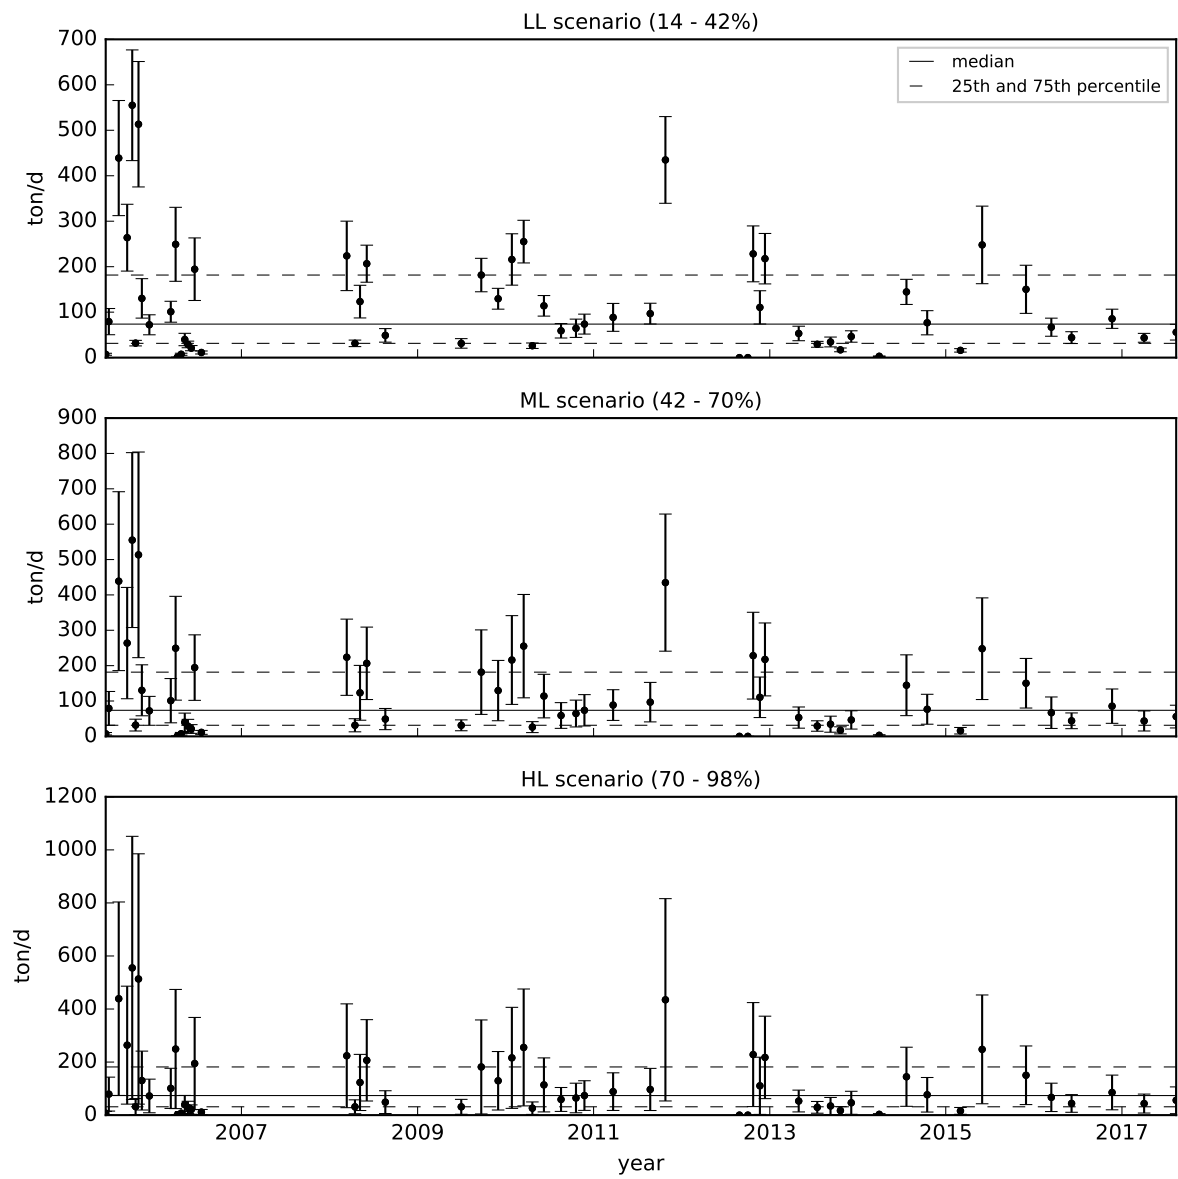 LL scenario (14 - 42%)
700
600
500
400
300
200
100
0
ton/d
median
25th and 75th percentile
ML scenario (42 - 70%)
900
800
700
600
500
400
300
200
100
0
ton/d
HL scenario (70 - 98%)
1200
1000
800
600
400
200
0
ton/d
2007 2009 2011 2013 2015 2017
year